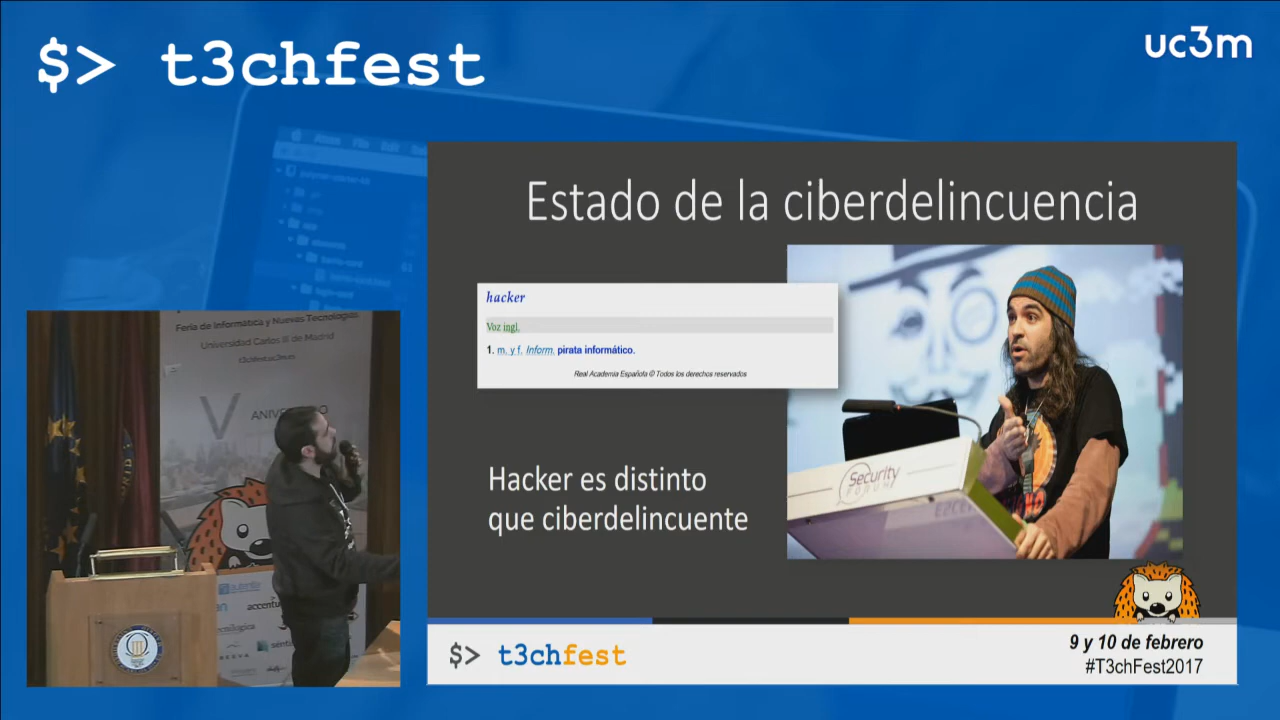 $> t3chfest
uc3m
Feria de Informática y Nuevas Tecnologías
Universidad Carlos III de Madrid
V ANIVERSARIO
Estado de la ciberdelincuencia
hacker
Voz ingl.
1. m. y f. Inform. pirata informático.
Real Academia Española © Todos los derechos reservados
Security
FORUM
Hacker es distinto
que ciberdelincuente
$> t3chfest
9 y 10 de febrero
#T3chFest2017